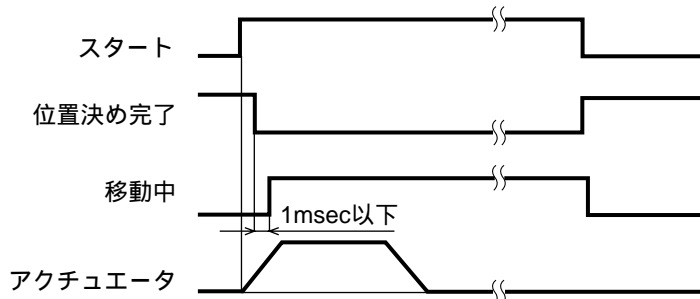 スタート
位置決め完了
移動中
1msec以下
アクチュエータ